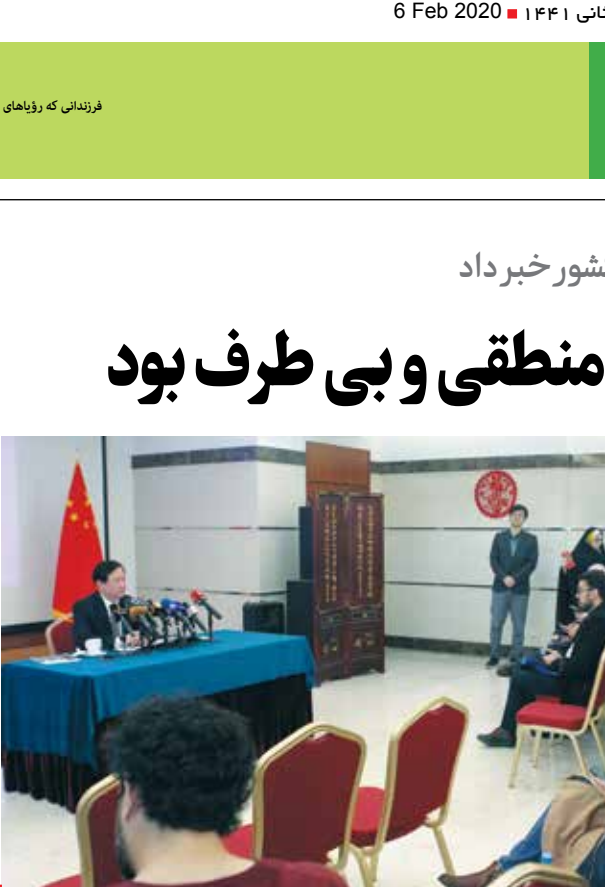 ثانی ۱۴۴۱ ■ 6 Feb 2020
فرزندانی که رؤیاهای
کشور خبر داد
منطقی و بی طرف بود